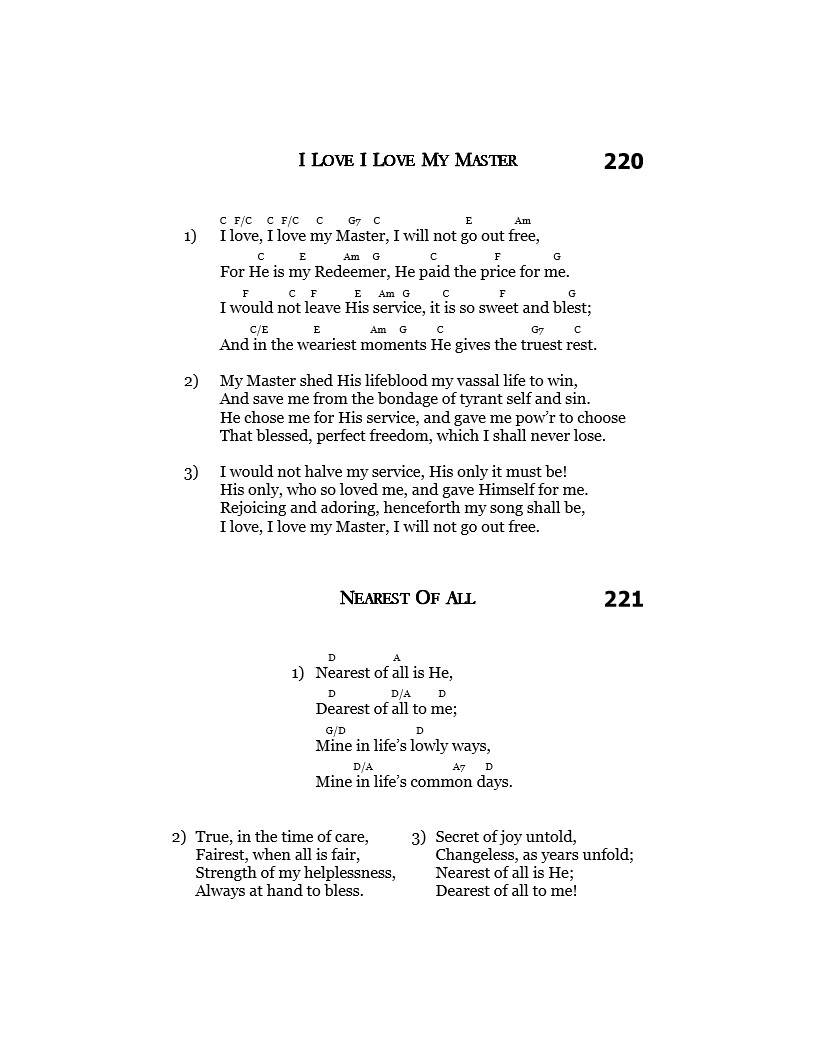 I LOVE I LOVE MY MASTER 220
C F/C C F/C C G7 C E Am
1) I love, I love my Master, I will not go out free,
C E Am G C F G
For He is my Redeemer, He paid the price for me.
F C F E Am G C F G
I would not leave His service, it is so sweet and blest;
C/E E Am G C G7 C
And in the weariest moments He gives the truest rest.
2) My Master shed His lifeblood my vassal life to win,
And save me from the bondage of tyrant self and sin.
He chose me for His service, and gave me pow’r to choose
That blessed, perfect freedom, which I shall never lose.
3) I would not halve my service, His only it must be!
His only, who so loved me, and gave Himself for me.
Rejoicing and adoring, henceforth my song shall be,
I love, I love my Master, I will not go out free.
NEAREST OF ALL 221
D A
1) Nearest of all is He,
D D/A D
Dearest of all to me;
G/D D
Mine in life’s lowly ways,
D/A A7 D
Mine in life’s common days.
2) True, in the time of care,
Fairest, when all is fair,
Strength of my helplessness,
Always at hand to bless.
3) Secret of joy untold,
Changeless, as years unfold;
Nearest of all is He;
Dearest of all to me!